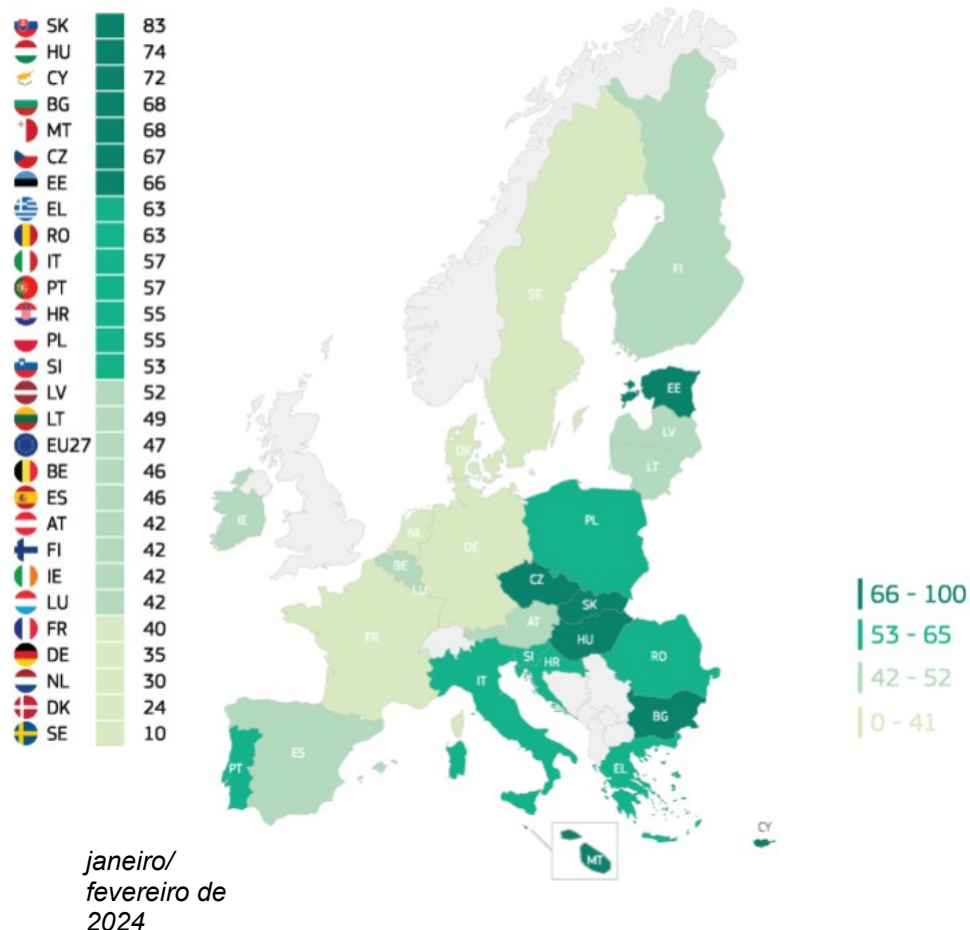 SK 83
HU 74
CY 72
BG 68
MT 68
CZ 67
EE 66
EL 63
RO 63
IT 57
PT 57
HR 55
PL 55
SI 53
LV 52
LT 49
EU27 47
BE 46
ES 46
AT 42
FI 42
IE 42
LU 42
FR 40
DE 35
NL 30
DK 24
SE 10
FI
SE
EE
LV
LT
DK
IE
NL
PL
DE
BE
LU
CZ
SK
AT
FR
HU
SI
HR
RO
IT
BG
ES
PT
EL
CY
MT
66 - 100
53 - 65
42 - 52
0 - 41
janeiro/
fevereiro de
2024